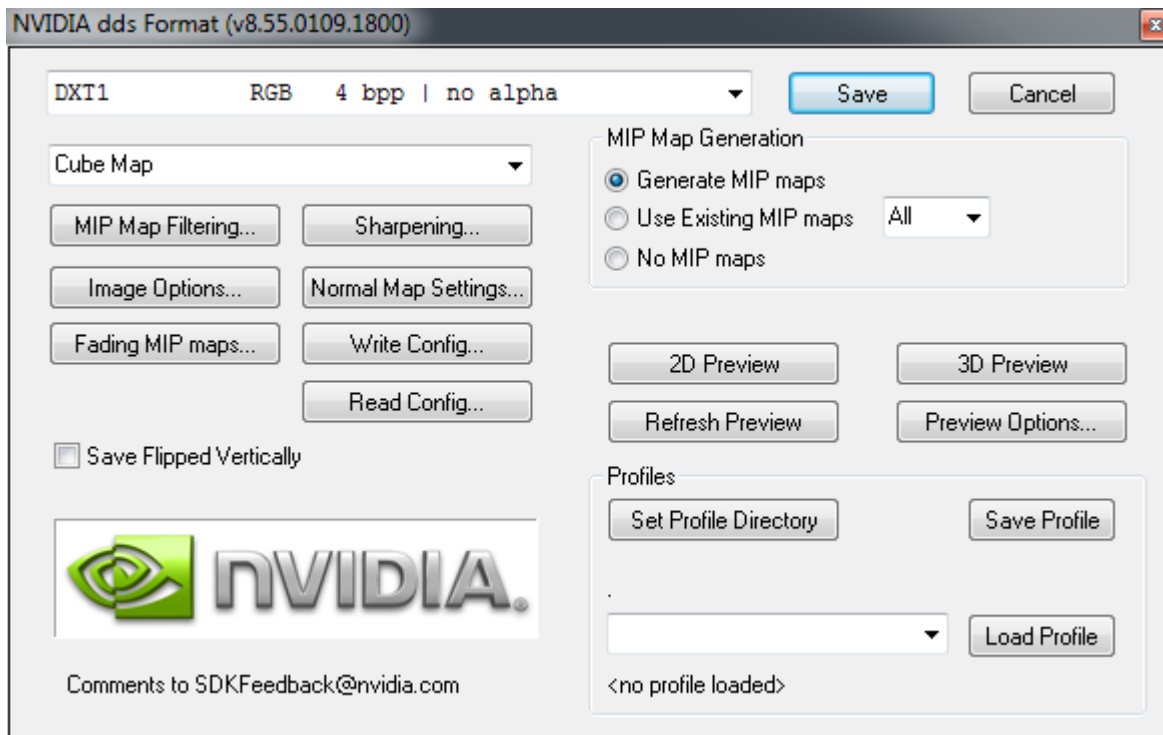 NVIDIA dds Format (v8.55.0109.1800)
DXT1 RGB 4 bpp | no alpha
Save
Cancel
Cube Map
MIP Map Filtering...
Sharpening...
Image Options...
Normal Map Settings...
Fading MIP maps...
Write Config...
Read Config...
Save Flipped Vertically
MIP Map Generation
Generate MIP maps
Use Existing MIP maps
All
No MIP maps
2D Preview
3D Preview
Refresh Preview
Preview Options...
Profiles
Set Profile Directory
Save Profile
.
Load Profile
<no profile loaded>
NVIDIA.
Comments to SDKFeedback@nvidia.com